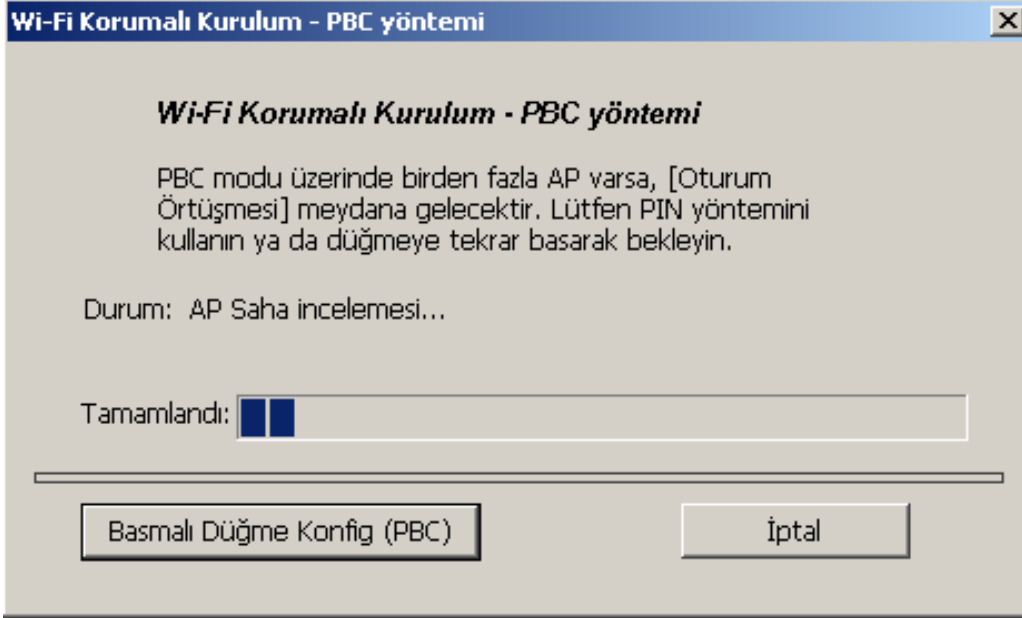 Wi-Fi Korumalı Kurulum - PBC yöntemi
Wi-Fi Korumalı Kurulum - PBC yöntemi
PBC modu üzerinde birden fazla AP varsa, [Oturum
Örtüşmesi] meydana gelecektir. Lütfen PIN yöntemini
kullanın ya da düğmeye tekrar basarak bekleyin.
Durum: AP Saha incelemesi...
Tamamlandı:
Basmalı Düğme Konfig (PBC)
İptal